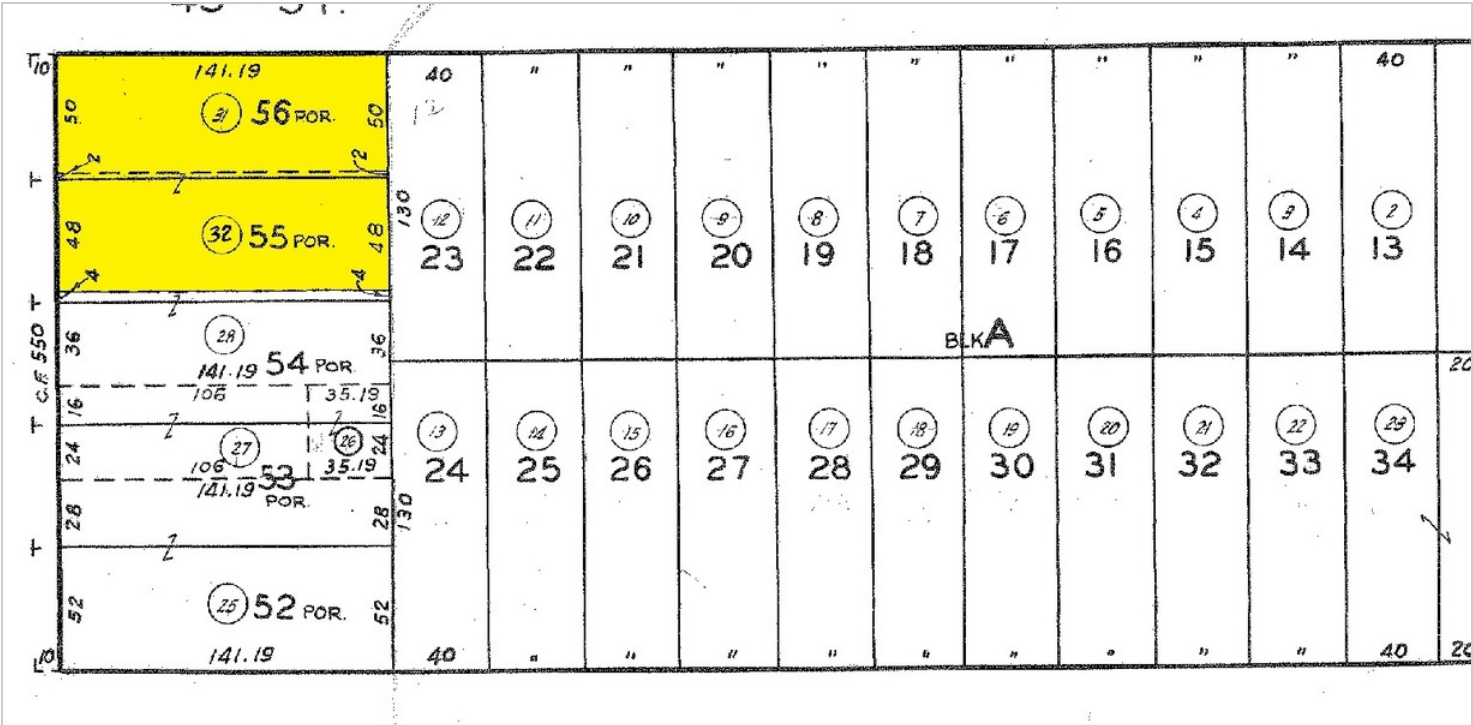 10 141.19 40 " " " " " " " " " 40
50 31 56 POR. 50 12
2 2
48 32 55 POR. 48 130
12 11 10 9 8 7 6 5 4 3 2
23 22 21 20 19 18 17 16 15 14 13
4 4
C.F. 550
36 28 36
BLK A
141.19 54 POR. 20
106 35.19
16 16
13 14 15 16 17 18 19 20 21 22 23
24 27 26 24
24 25 26 27 28 29 30 31 32 33 34
106 35.19
141.19 53
POR.
28 28 130
52 25 52 POR. 52
10 141.19 40 " " " " " " " " " 40 20